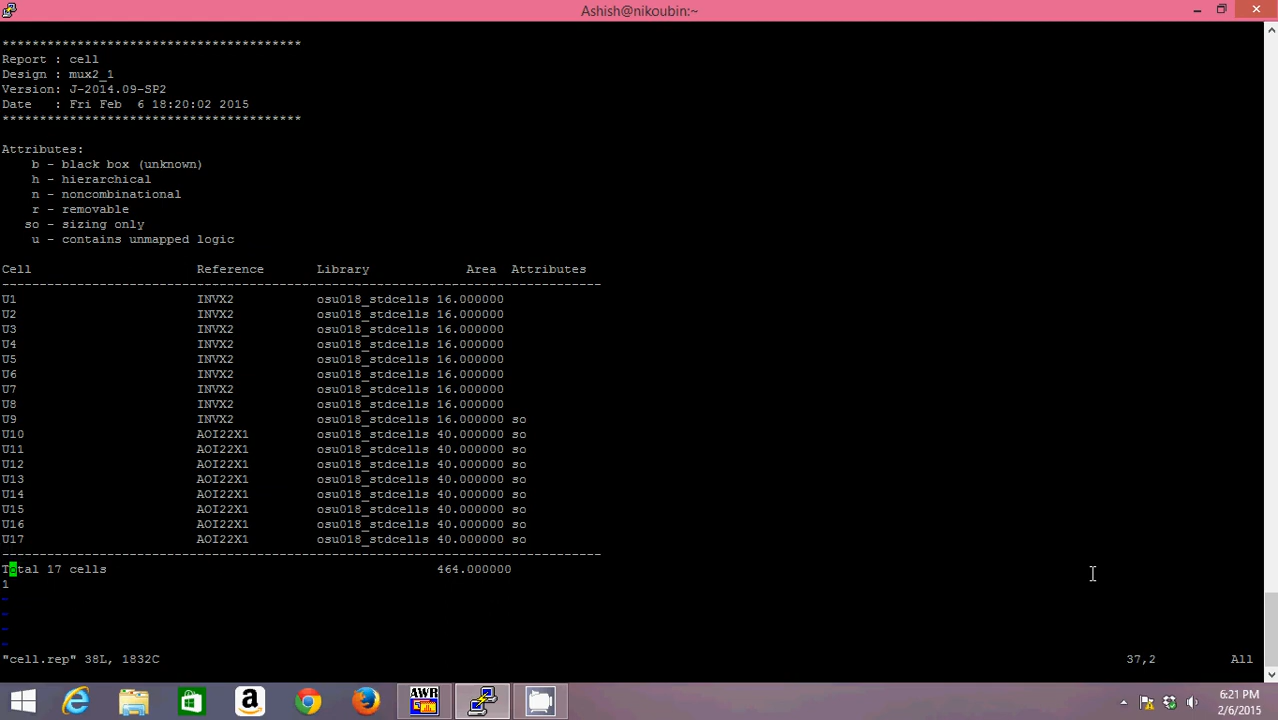 Ashish@nikoubin:~
****************************************
Report : cell
Design : mux2_1
Version: J-2014.09-SP2
Date   : Fri Feb  6 18:20:02 2015
****************************************
Attributes:
    b - black box (unknown)
    h - hierarchical
    n - noncombinational
    r - removable
   so - sizing only
    u - contains unmapped logic
Cell                      Reference       Library             Area  Attributes
--------------------------------------------------------------------------------
U1                        INVX2           osu018_stdcells 16.000000
U2                        INVX2           osu018_stdcells 16.000000
U3                        INVX2           osu018_stdcells 16.000000
U4                        INVX2           osu018_stdcells 16.000000
U5                        INVX2           osu018_stdcells 16.000000
U6                        INVX2           osu018_stdcells 16.000000
U7                        INVX2           osu018_stdcells 16.000000
U8                        INVX2           osu018_stdcells 16.000000
U9                        INVX2           osu018_stdcells 16.000000 so
U10                       AOI22X1         osu018_stdcells 40.000000 so
U11                       AOI22X1         osu018_stdcells 40.000000 so
U12                       AOI22X1         osu018_stdcells 40.000000 so
U13                       AOI22X1         osu018_stdcells 40.000000 so
U14                       AOI22X1         osu018_stdcells 40.000000 so
U15                       AOI22X1         osu018_stdcells 40.000000 so
U16                       AOI22X1         osu018_stdcells 40.000000 so
U17                       AOI22X1         osu018_stdcells 40.000000 so
--------------------------------------------------------------------------------
Total 17 cells                                            464.000000
1
~
~
~
~
"cell.rep" 38L, 1832C                                        37,2          All
a
AWR
6:21 PM
2/6/2015